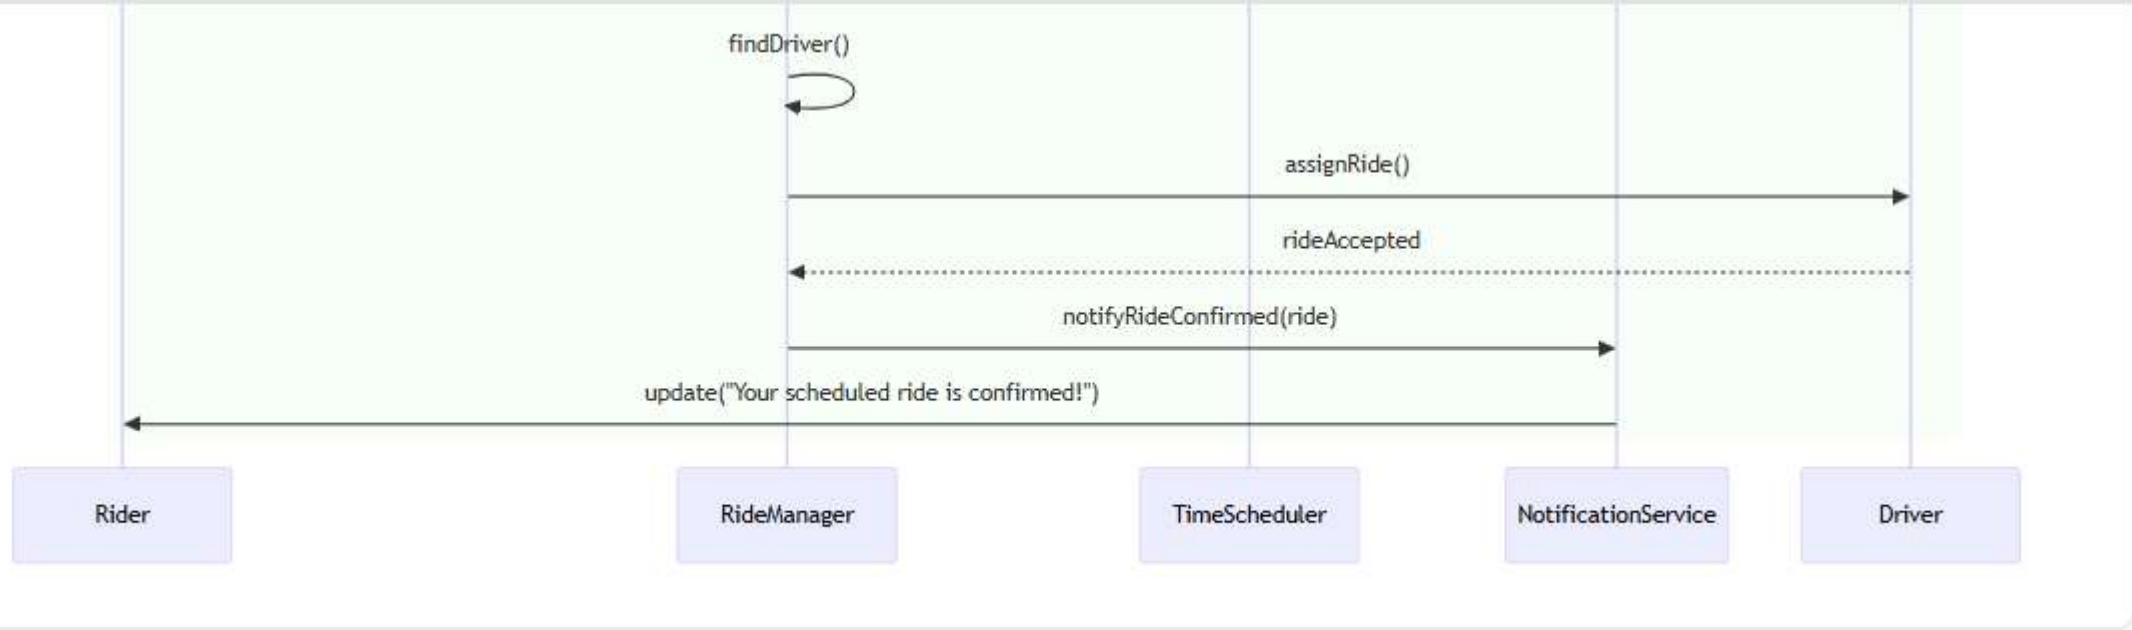 findDriver()
assignRide()
rideAccepted
notifyRideConfirmed(ride)
update("Your scheduled ride is confirmed!")
Rider
RideManager
TimeScheduler
NotificationService
Driver